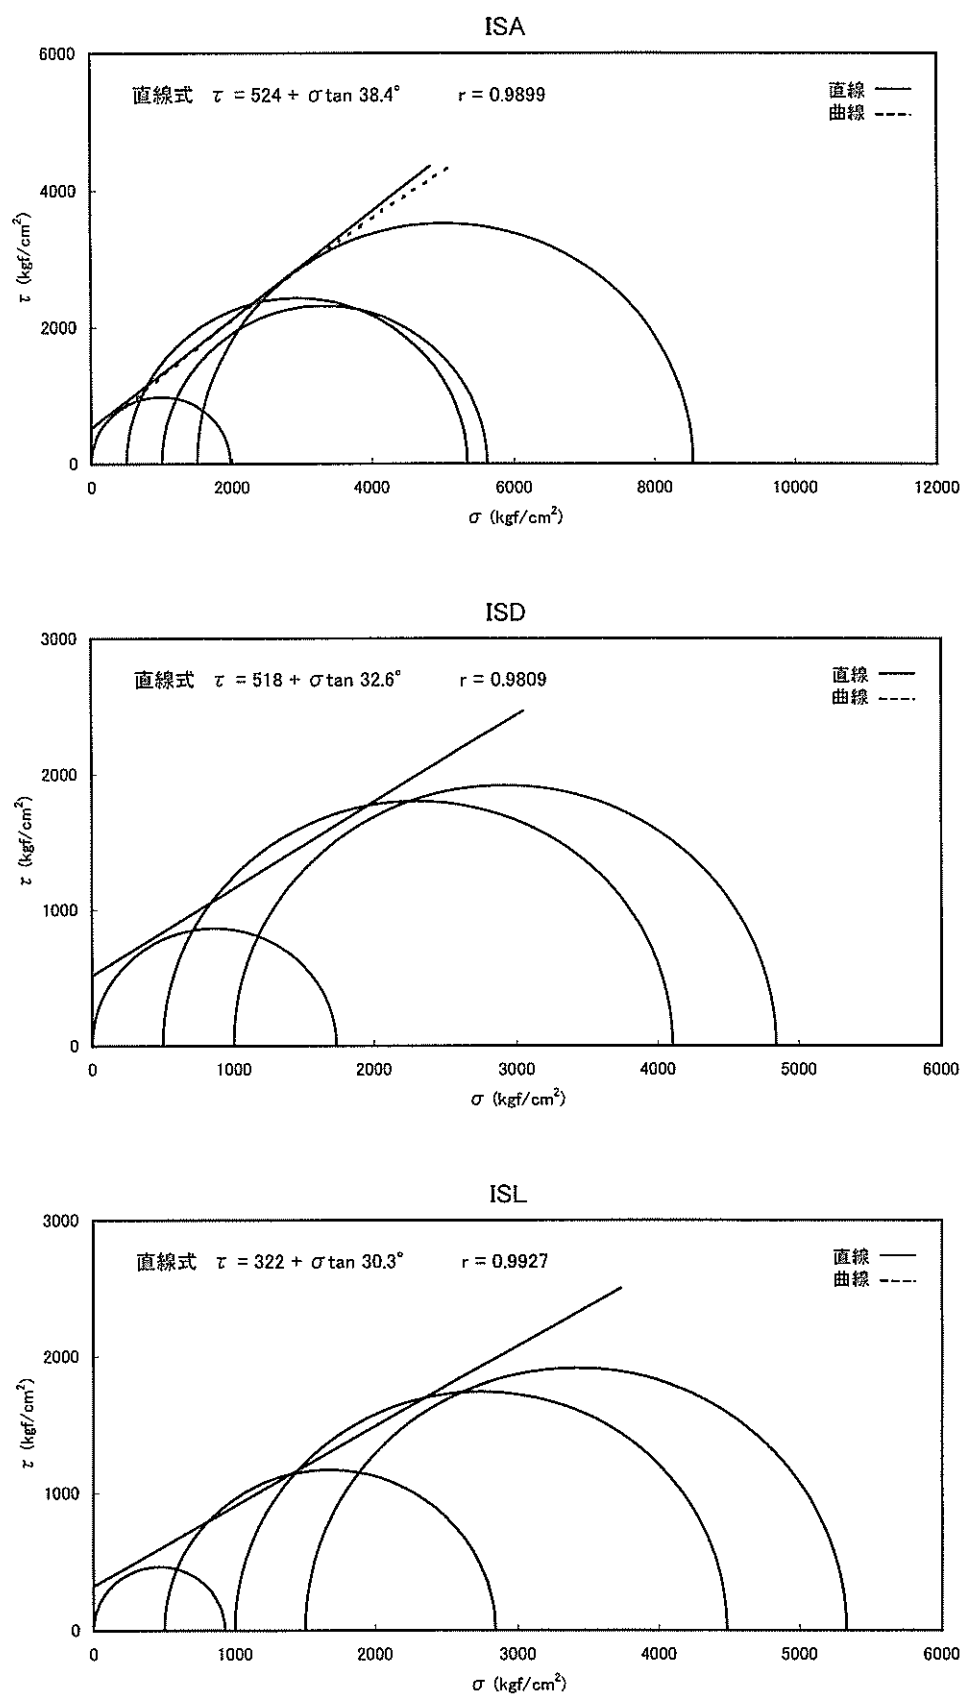 ISA
6000
直線式 τ = 524 + σ tan 38.4° r = 0.9899
直線
曲線
4000
τ (kgf/cm²)
2000
0
0 2000 4000 6000 8000 10000 12000
σ (kgf/cm²)
ISD
3000
直線式 τ = 518 + σ tan 32.6° r = 0.9809
直線
曲線
2000
τ (kgf/cm²)
1000
0
0 1000 2000 3000 4000 5000 6000
σ (kgf/cm²)
ISL
3000
直線式 τ = 322 + σ tan 30.3° r = 0.9927
直線
曲線
2000
τ (kgf/cm²)
1000
0
0 1000 2000 3000 4000 5000 6000
σ (kgf/cm²)